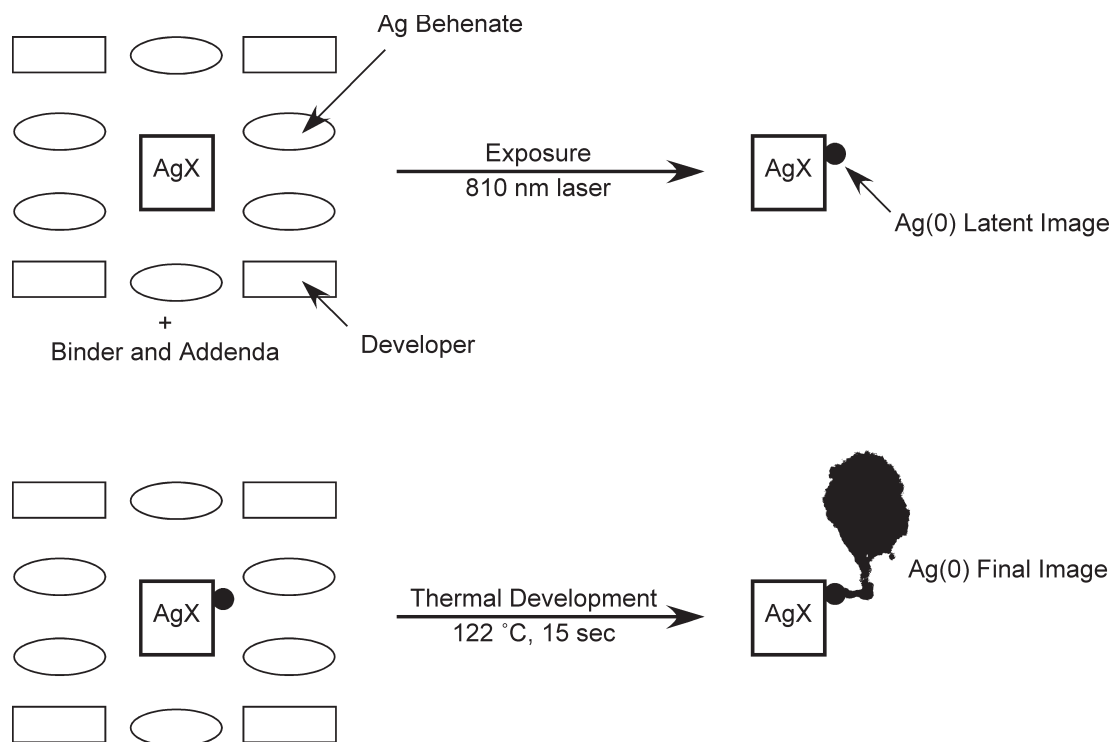 Ag Behenate
AgX
Exposure
810 nm laser
AgX
Ag(0) Latent Image
+
Binder and Addenda
Developer
AgX
Thermal Development
122 ˚C, 15 sec
AgX
Ag(0) Final Image